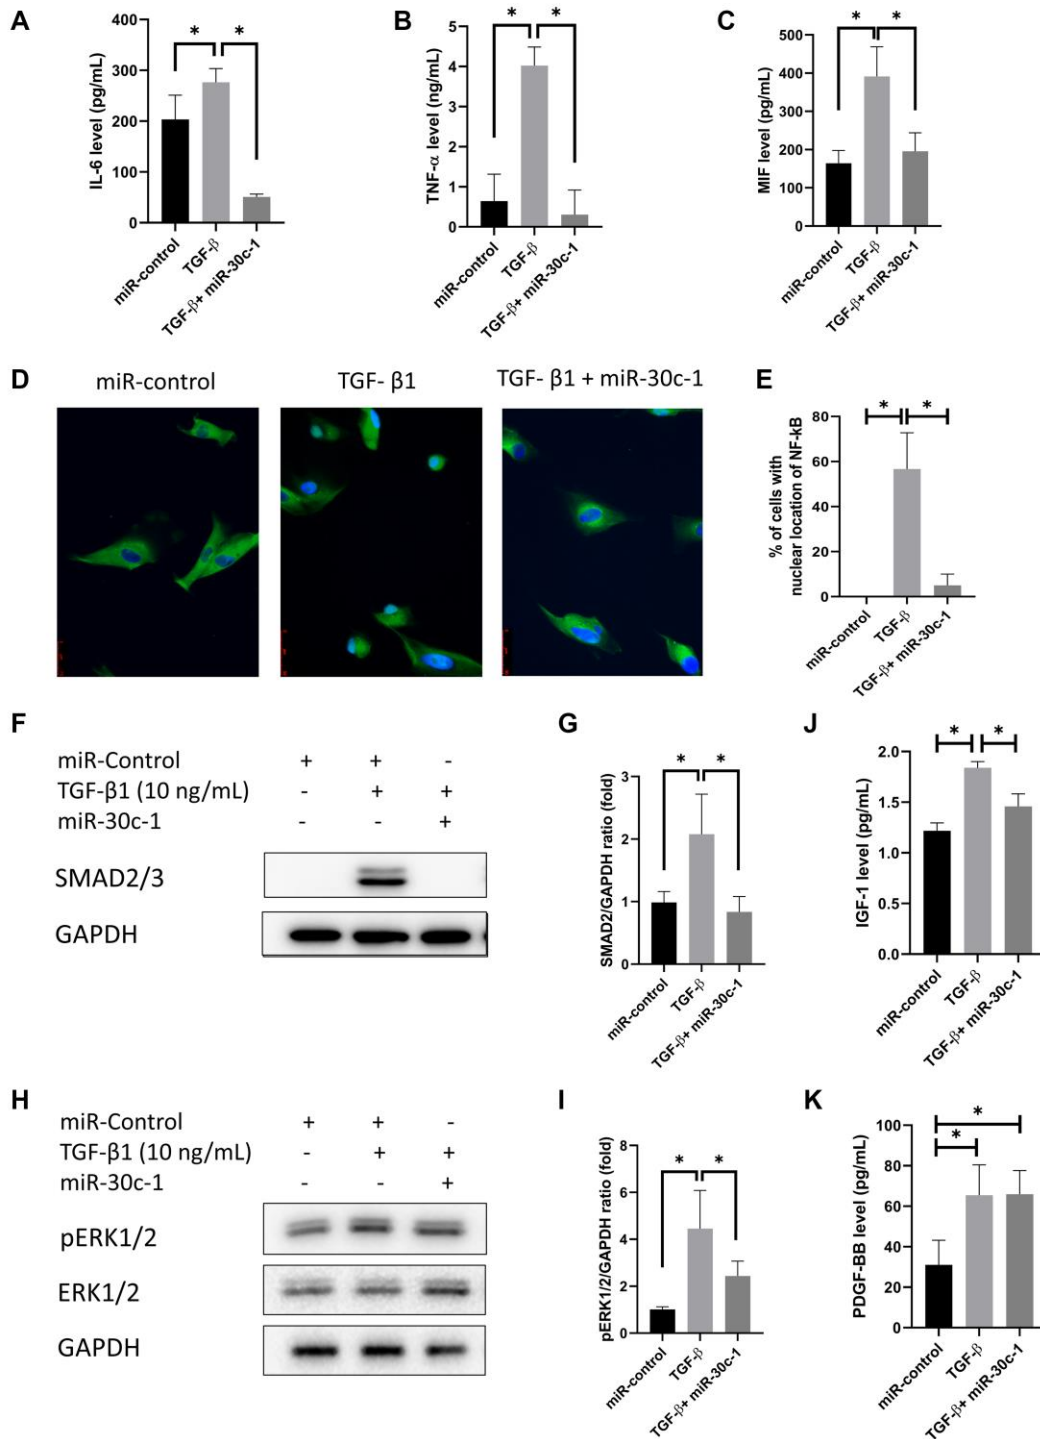 A
IL-6 level (pg/mL)
400
300
200
100
0
*
*
miR-control
TGF-β
TGF-β+ miR-30c-1
B
TNF-α level (ng/mL)
5
4
3
2
1
0
*
*
miR-control
TGF-β
TGF-β+ miR-30c-1
C
MIF level (pg/mL)
500
400
300
200
100
0
*
*
miR-control
TGF-β
TGF-β+ miR-30c-1
D
miR-control
TGF- β1
TGF- β1 + miR-30c-1
E
% of cells with
nuclear location of NF-kB
80
60
40
20
0
*
*
miR-control
TGF-β
TGF-β+ miR-30c-1
F
miR-Control + + -
TGF-β1 (10 ng/mL) - + +
miR-30c-1 - - +
SMAD2/3
GAPDH
G
SMAD2/GAPDH ratio (fold)
3
2
1
0
*
*
miR-control
TGF-β
TGF-β+ miR-30c-1
J
IGF-1 level (pg/mL)
2.0
1.5
1.0
0.5
0.0
*
*
miR-control
TGF-β
TGF-β+ miR-30c-1
H
miR-Control + + -
TGF-β1 (10 ng/mL) - + +
miR-30c-1 - - +
pERK1/2
ERK1/2
GAPDH
I
pERK1/2/GAPDH ratio (fold)
8
6
4
2
0
*
*
miR-control
TGF-β
TGF-β+ miR-30c-1
K
PDGF-BB level (pg/mL)
100
80
60
40
20
0
*
*
miR-control
TGF-β
TGF-β+ miR-30c-1